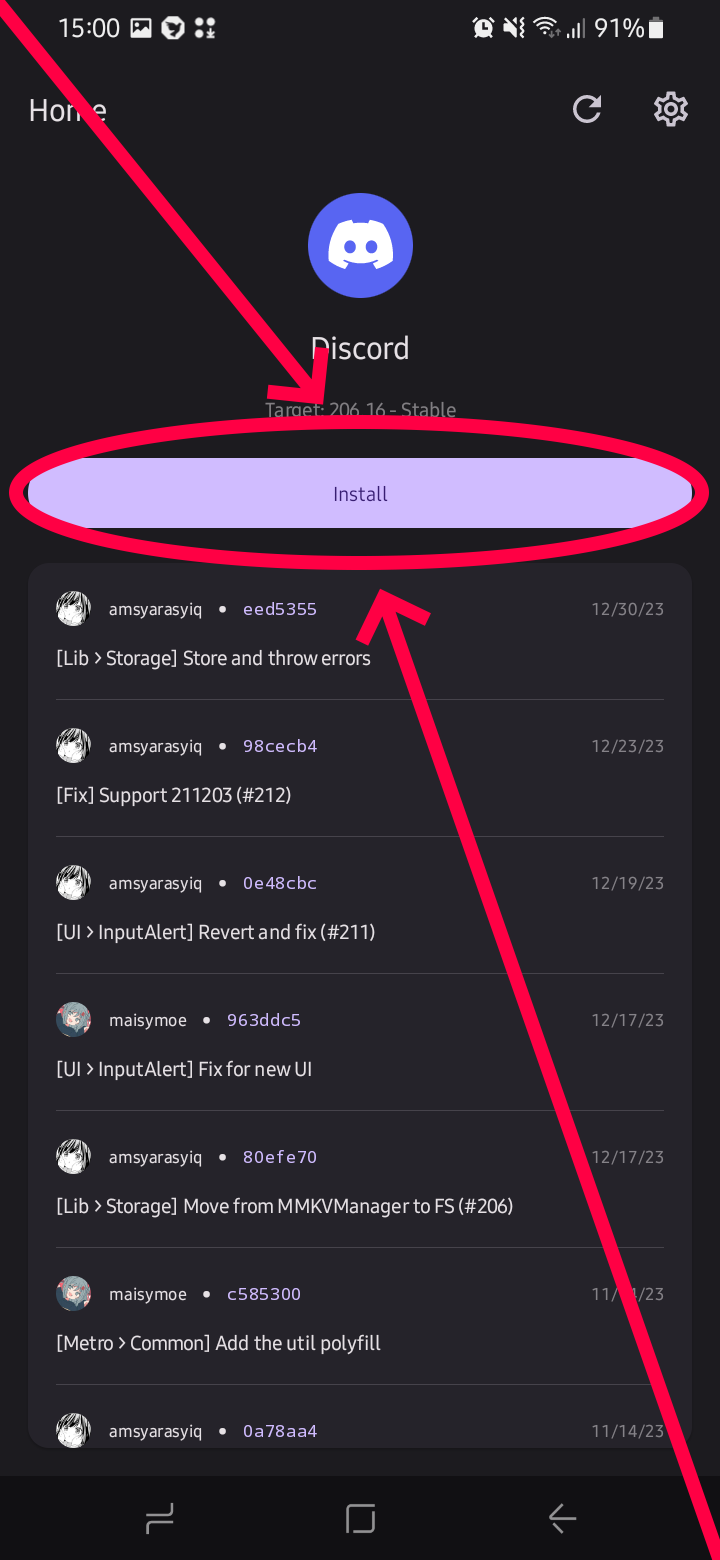 15:00
91%
Home
Discord
Target: 206.16 - Stable
Install
amsyarasyiq • eed5355 12/30/23
[Lib > Storage] Store and throw errors
amsyarasyiq • 98cecb4 12/23/23
[Fix] Support 211203 (#212)
amsyarasyiq • 0e48cbc 12/19/23
[UI > InputAlert] Revert and fix (#211)
maisymoe • 963ddc5 12/17/23
[UI > InputAlert] Fix for new UI
amsyarasyiq • 80efe70 12/17/23
[Lib > Storage] Move from MMKVManager to FS (#206)
maisymoe • c585300
[Metro > Common] Add the util polyfill
amsyarasyiq • 0a78aa4 11/14/23